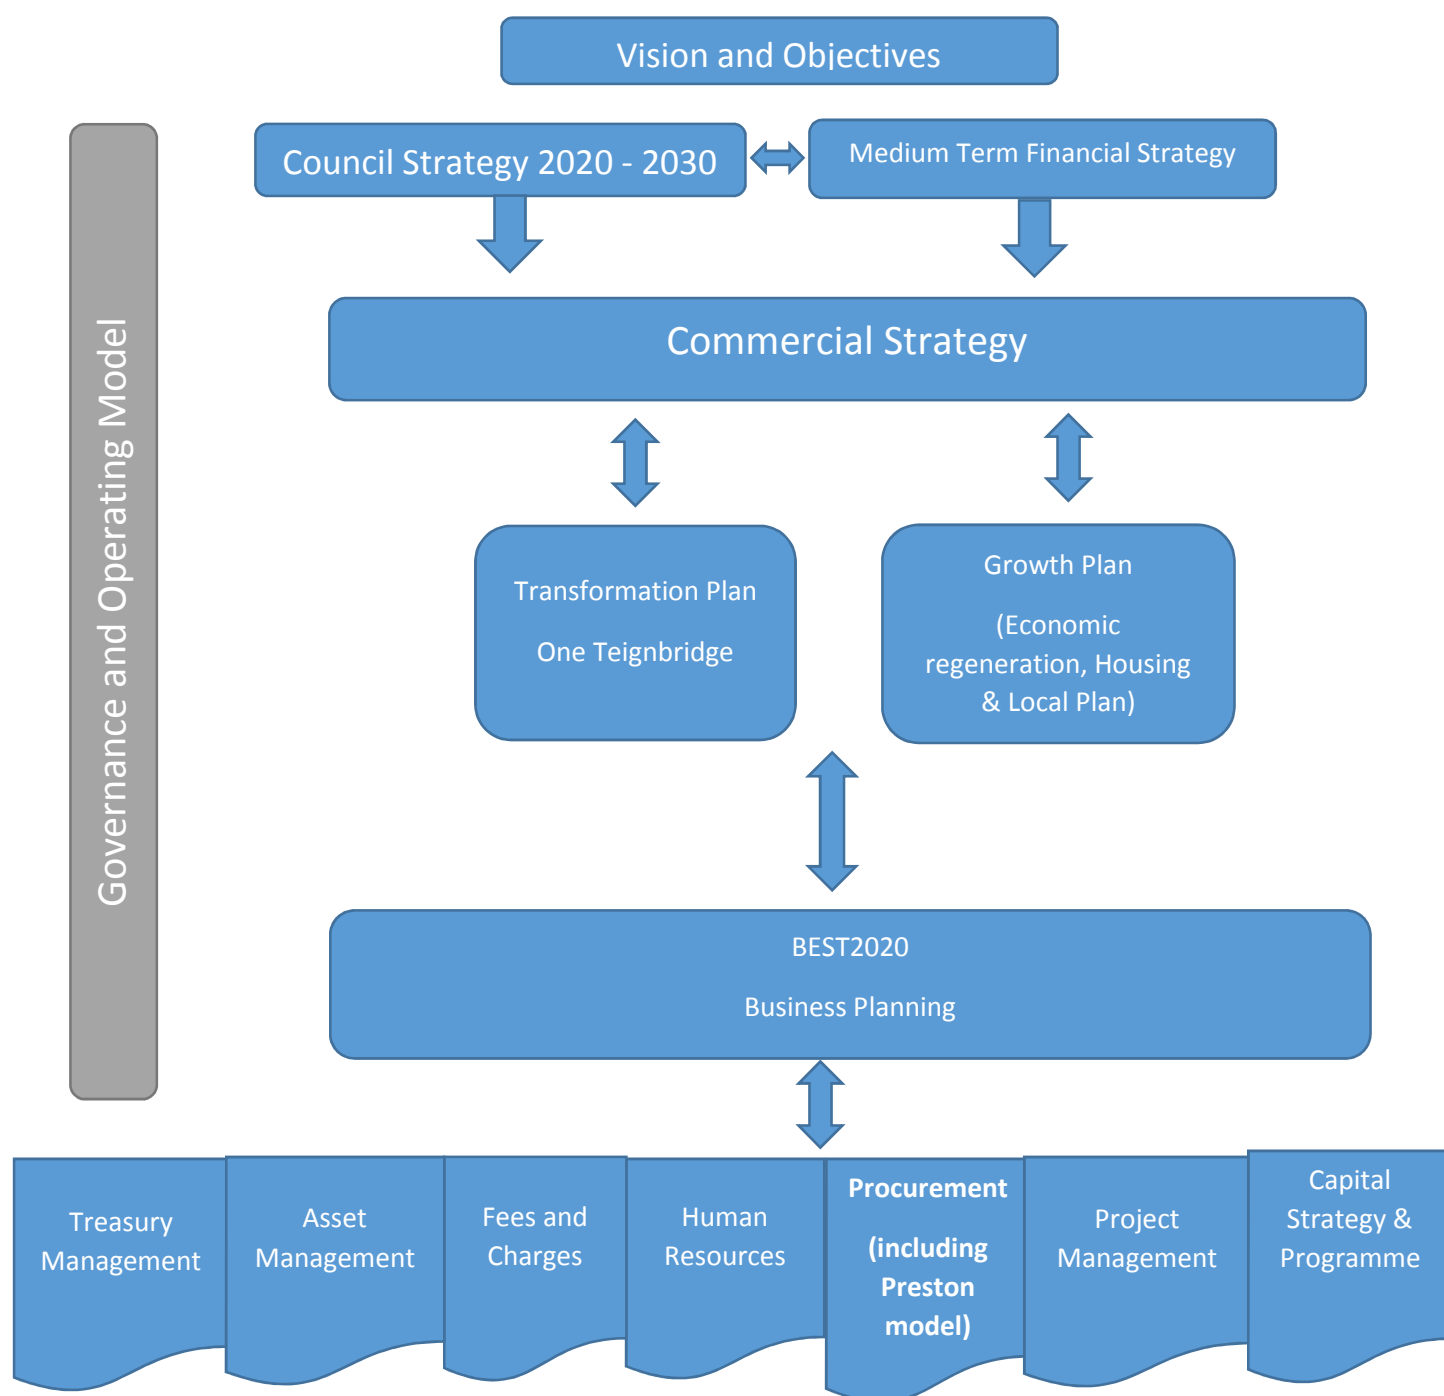 Vision and Objectives
Governance and Operating Model
Council Strategy 2020 - 2030
Medium Term Financial Strategy
Commercial Strategy
Transformation Plan
One Teignbridge
Growth Plan
(Economic
regeneration, Housing
& Local Plan)
BEST2020
Business Planning
Treasury
Management
Asset
Management
Fees and
Charges
Human
Resources
Procurement
(including
Preston
model)
Project
Management
Capital
Strategy &
Programme